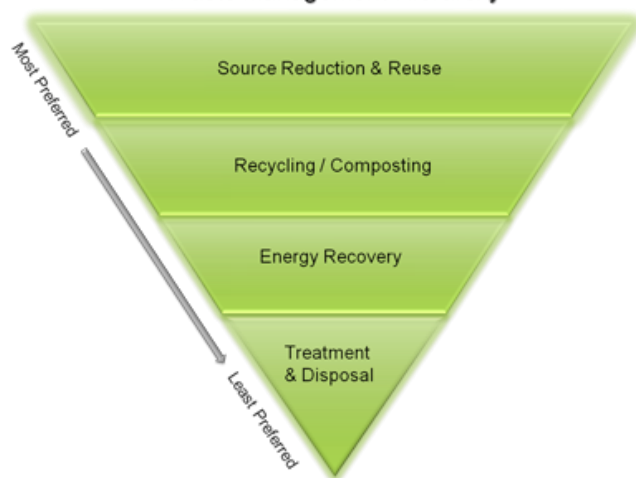 Source Reduction & Reuse
Recycling / Composting
Energy Recovery
Treatment
& Disposal
Most Preferred
Least Preferred